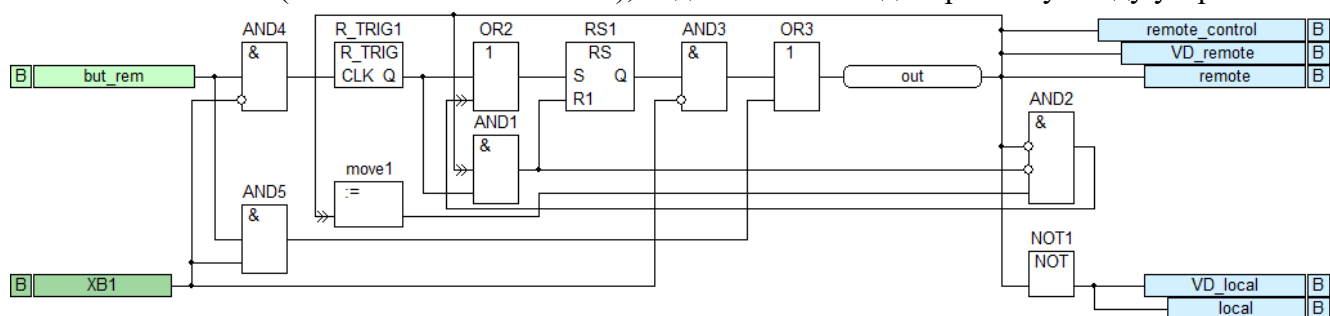 AND4 R_TRIG1 OR2 RS1 AND3 OR3
remote_control B
& R_TRIG 1 RS & 1
VD_remote B
B but_rem CLK Q S Q out remote B
R1 AND2
AND1 &
&
move1
:=
AND5
&
NOT1
NOT
B XB1 VD_local B
local B